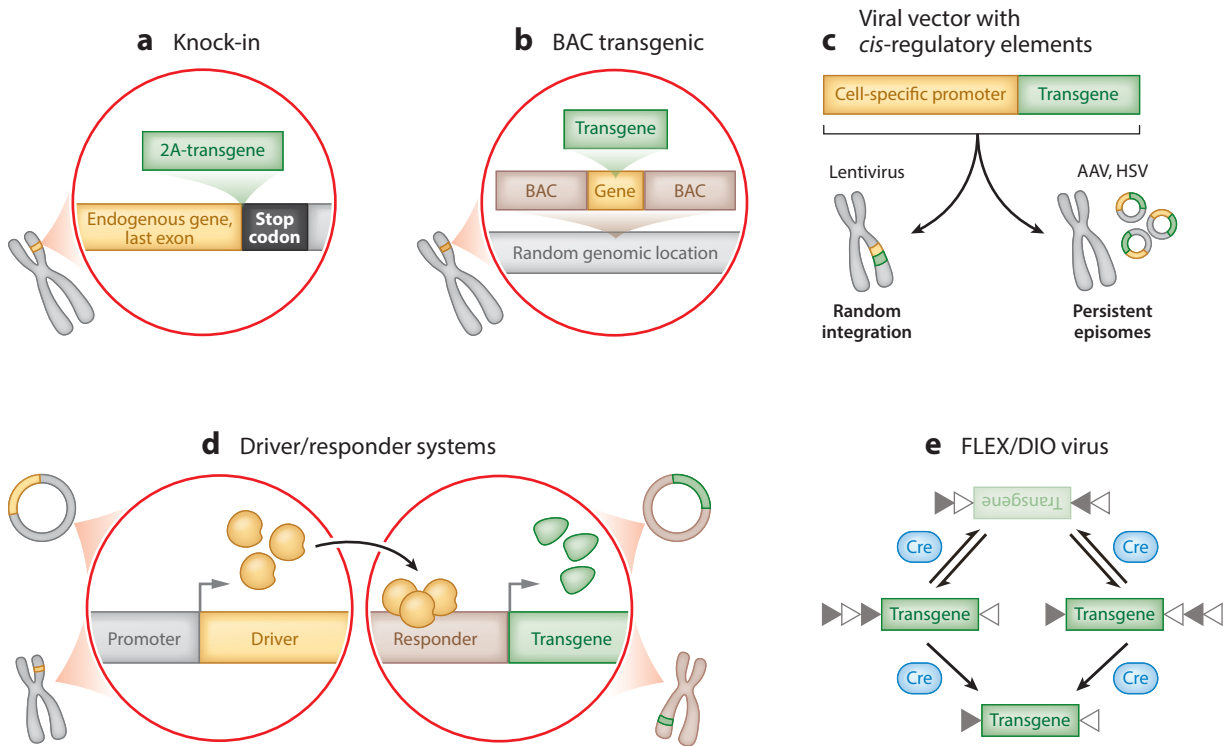 a Knock-in
2A-transgene
Endogenous gene,
last exon
Stop
codon
b BAC transgenic
Transgene
BAC
Gene
BAC
Random genomic location
c Viral vector with
cis-regulatory elements
Cell-specific promoter
Transgene
Lentivirus
AAV, HSV
Random
integration
Persistent
episomes
d Driver/responder systems
Promoter
Driver
Responder
Transgene
e FLEX/DIO virus
Transgene
Cre
Cre
Transgene
Transgene
Cre
Cre
Transgene